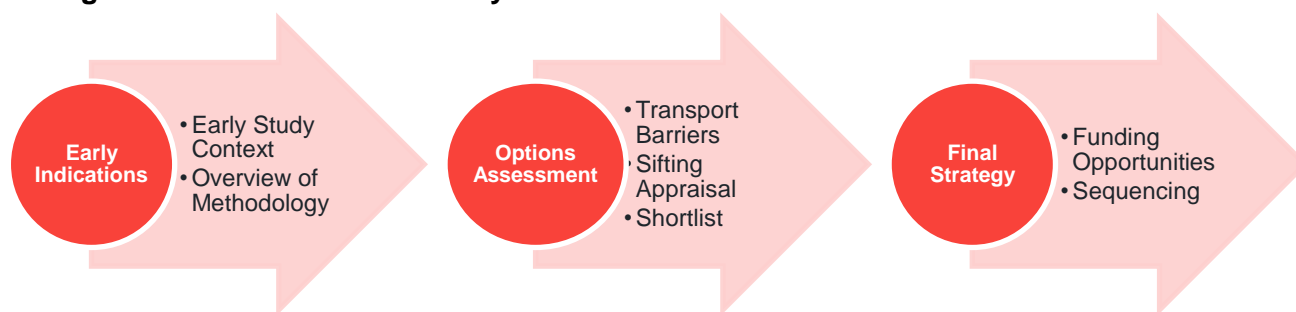 Early
Indications
• Early Study
Context
• Overview of
Methodology
Options
Assessment
• Transport
Barriers
• Sifting
Appraisal
• Shortlist
Final
Strategy
• Funding
Opportunities
• Sequencing